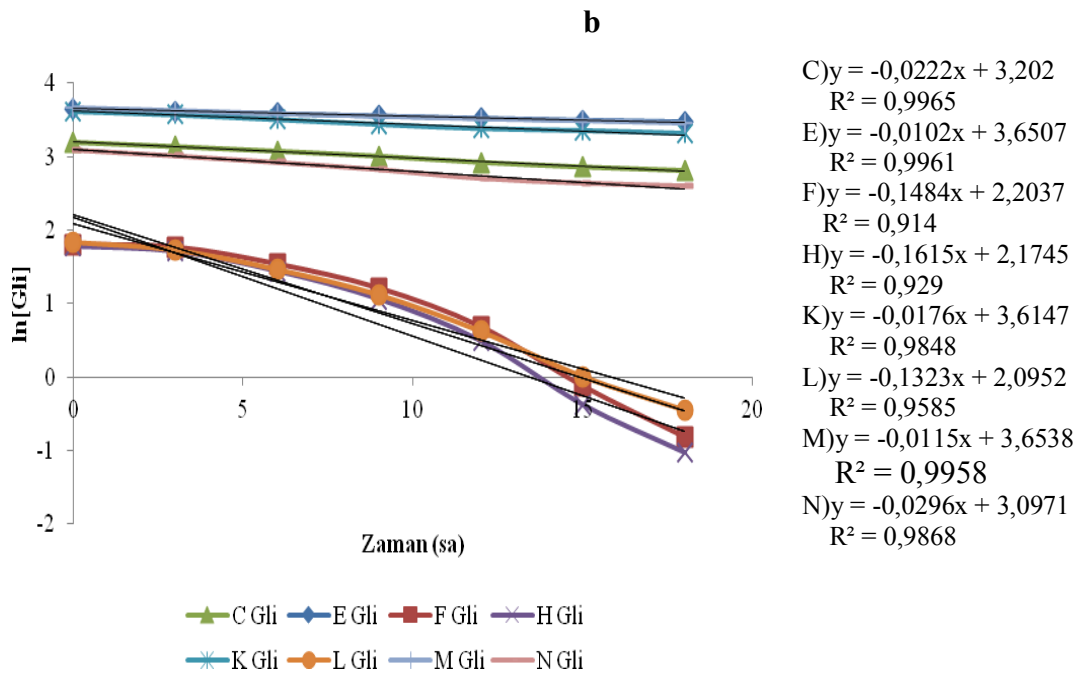 b
C)y = -0,0222x + 3,202
R² = 0,9965
E)y = -0,0102x + 3,6507
R² = 0,9961
F)y = -0,1484x + 2,2037
R² = 0,914
H)y = -0,1615x + 2,1745
R² = 0,929
K)y = -0,0176x + 3,6147
R² = 0,9848
L)y = -0,1323x + 2,0952
R² = 0,9585
M)y = -0,0115x + 3,6538
R² = 0,9958
N)y = -0,0296x + 3,0971
R² = 0,9868
ln[Gli]
4
3
2
1
0
-1
-2
0 5 10 15 20
Zaman (sa)
C Gli E Gli F Gli H Gli
K Gli L Gli M Gli N Gli